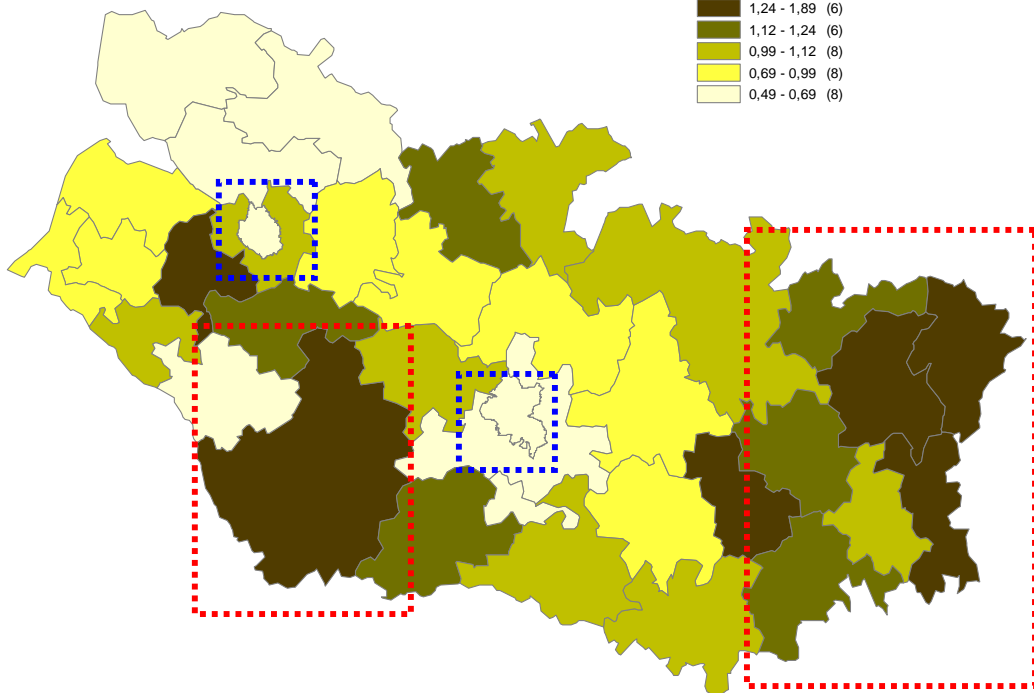 1,24 - 1,89 (6)
1,12 - 1,24 (6)
0,99 - 1,12 (8)
0,69 - 0,99 (8)
0,49 - 0,69 (8)